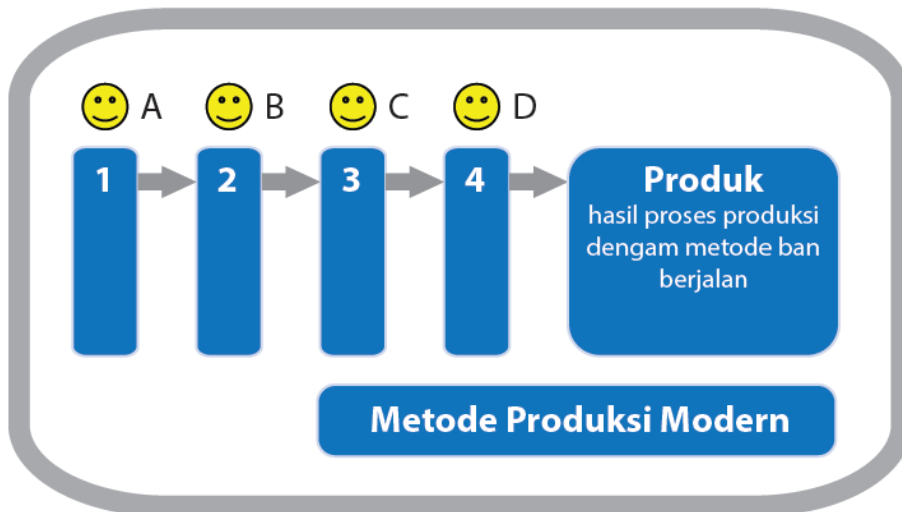 A
B
C
D
1
2
3
4
Produk
hasil proses produksi
dengam metode ban
berjalan
Metode Produksi Modern